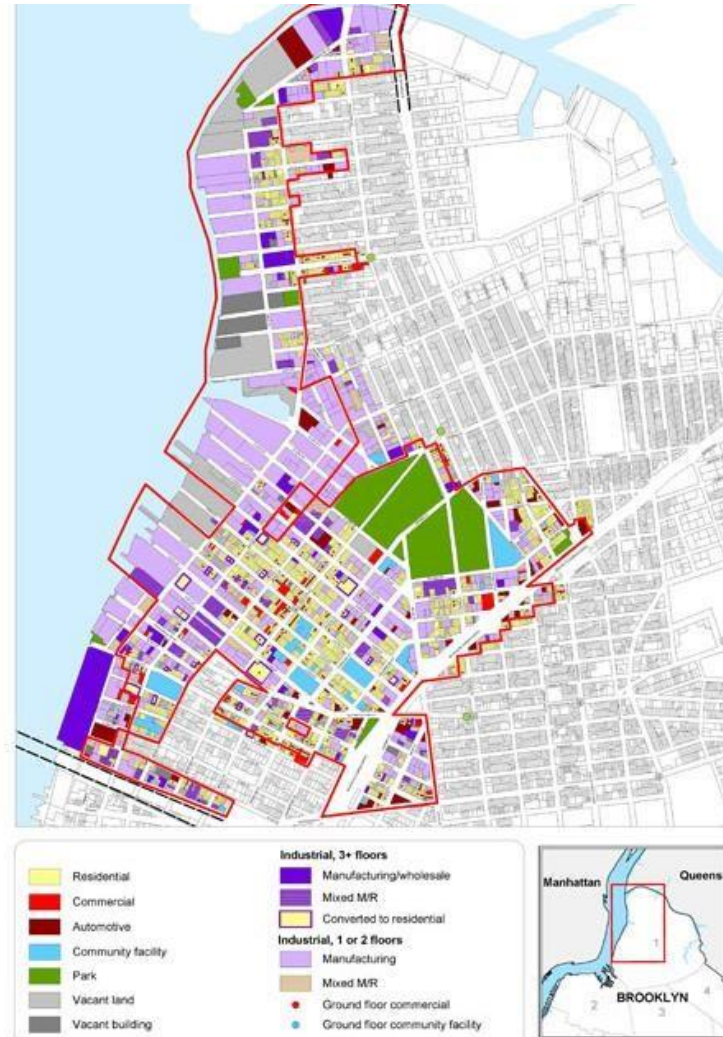 Residential
Commercial
Automotive
Community facility
Park
Vacant land
Vacant building
Industrial, 3+ floors
Manufacturing/wholesale
Mixed M/R
Converted to residential
Industrial, 1 or 2 floors
Manufacturing
Mixed M/R
Ground floor commercial
Ground floor community facility
Manhattan
Queens
1
BROOKLYN
2
3
4